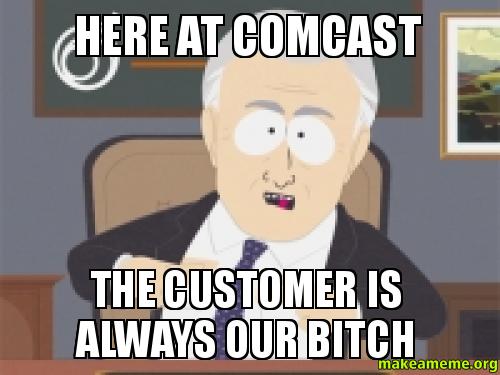 HERE AT COMCAST
THE CUSTOMER IS
ALWAYS OUR BITCH
makeameme.org